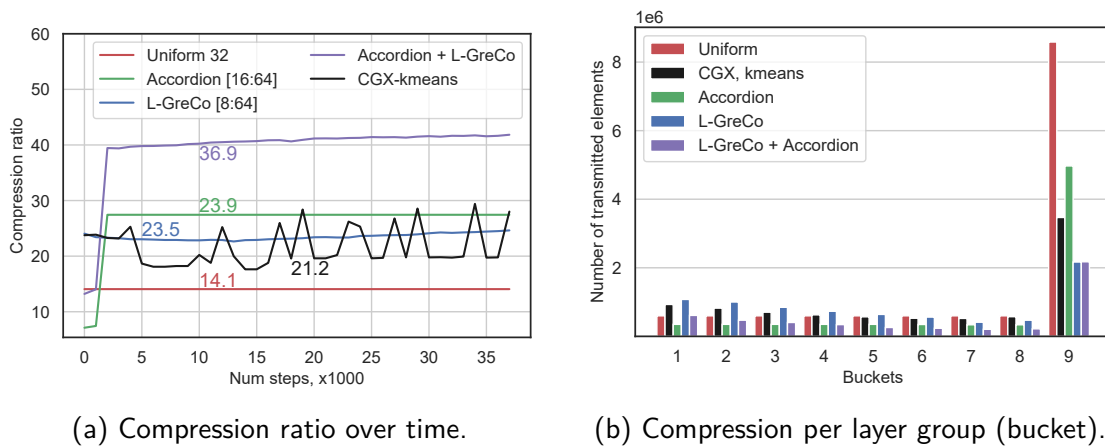 60
50
40
30
20
10
Compression ratio
Uniform 32
Accordion [16:64]
L-GreCo [8:64]
Accordion + L-GreCo
CGX-kmeans
36.9
23.9
23.5
21.2
14.1
0 5 10 15 20 25 30 35
Num steps, x1000
(a) Compression ratio over time.
1e6
8
6
4
2
Number of transmitted elements
Uniform
CGX, kmeans
Accordion
L-GreCo
L-GreCo + Accordion
1 2 3 4 5 6 7 8 9
Buckets
(b) Compression per layer group (bucket).